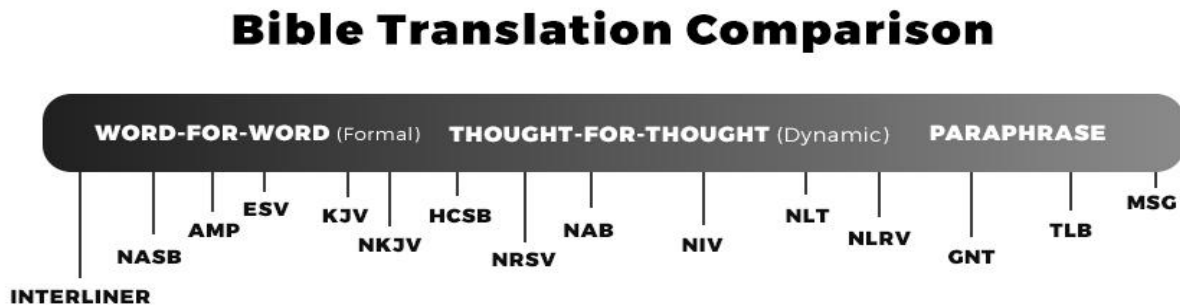 Bible Translation Comparison
WORD-FOR-WORD (Formal) THOUGHT-FOR-THOUGHT (Dynamic) PARAPHRASE
INTERLINER
NASB
AMP
ESV
KJV
NKJV
HCSB
NRSV
NAB
NIV
NLT
NLRV
GNT
TLB
MSG